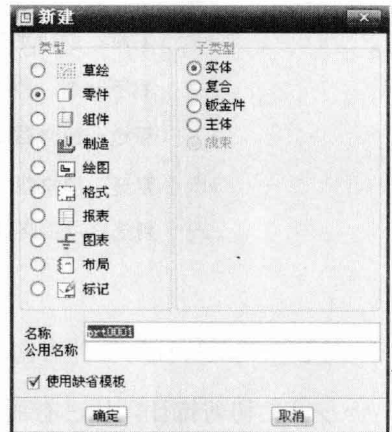 新建
类型
草绘
零件
组件
制造
绘图
格式
报表
图表
布局
标记
子类型
实体
复合
钣金件
主体
线束
名称
prt0001
公用名称
使用缺省模板
确定
取消